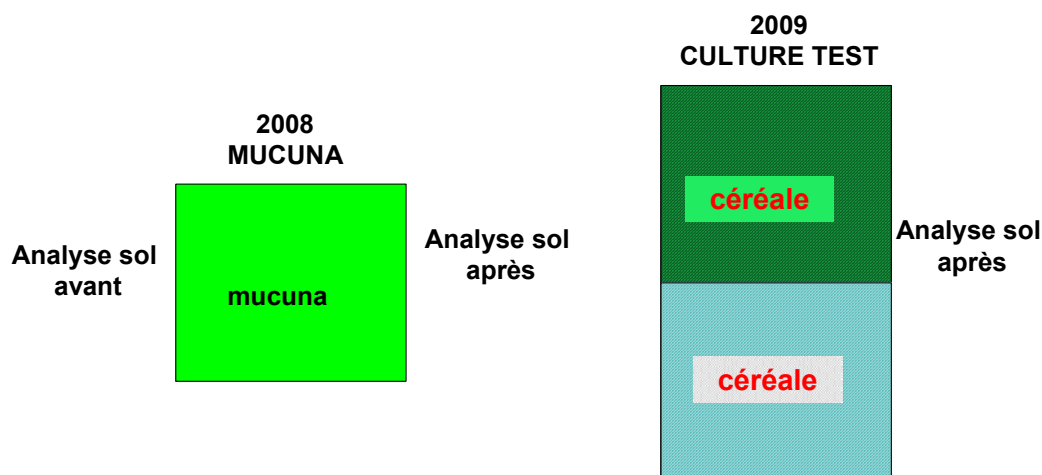 2009
CULTURE TEST
2008
MUCUNA
céréale
Analyse sol
avant
mucuna
Analyse sol
après
Analyse sol
après
céréale